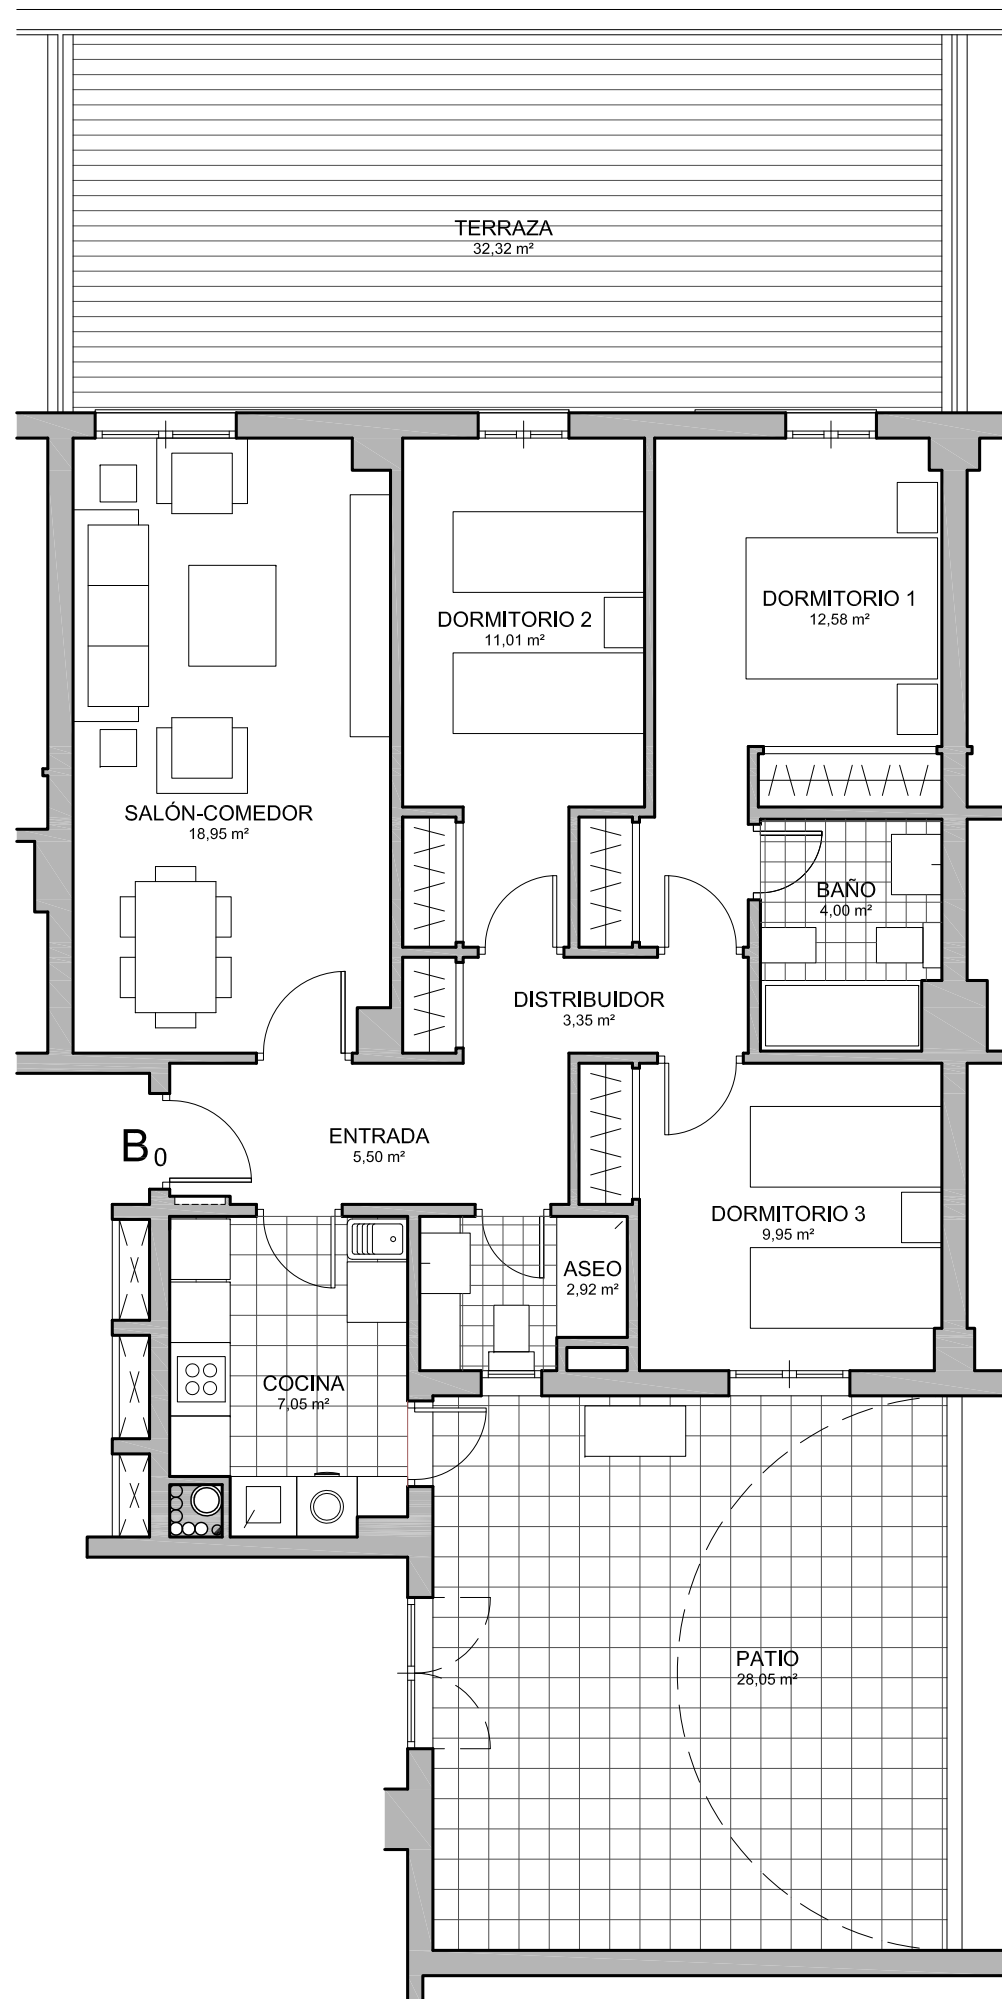 TERRAZA
32,32 m²
DORMITORIO 1
12,58 m²
DORMITORIO 2
11,01 m²
SALÓN-COMEDOR
18,95 m²
BAÑO
4,00 m²
DISTRIBUIDOR
3,35 m²
B₀
ENTRADA
5,50 m²
DORMITORIO 3
9,95 m²
ASEO
2,92 m²
COCINA
7,05 m²
PATIO
28,05 m²